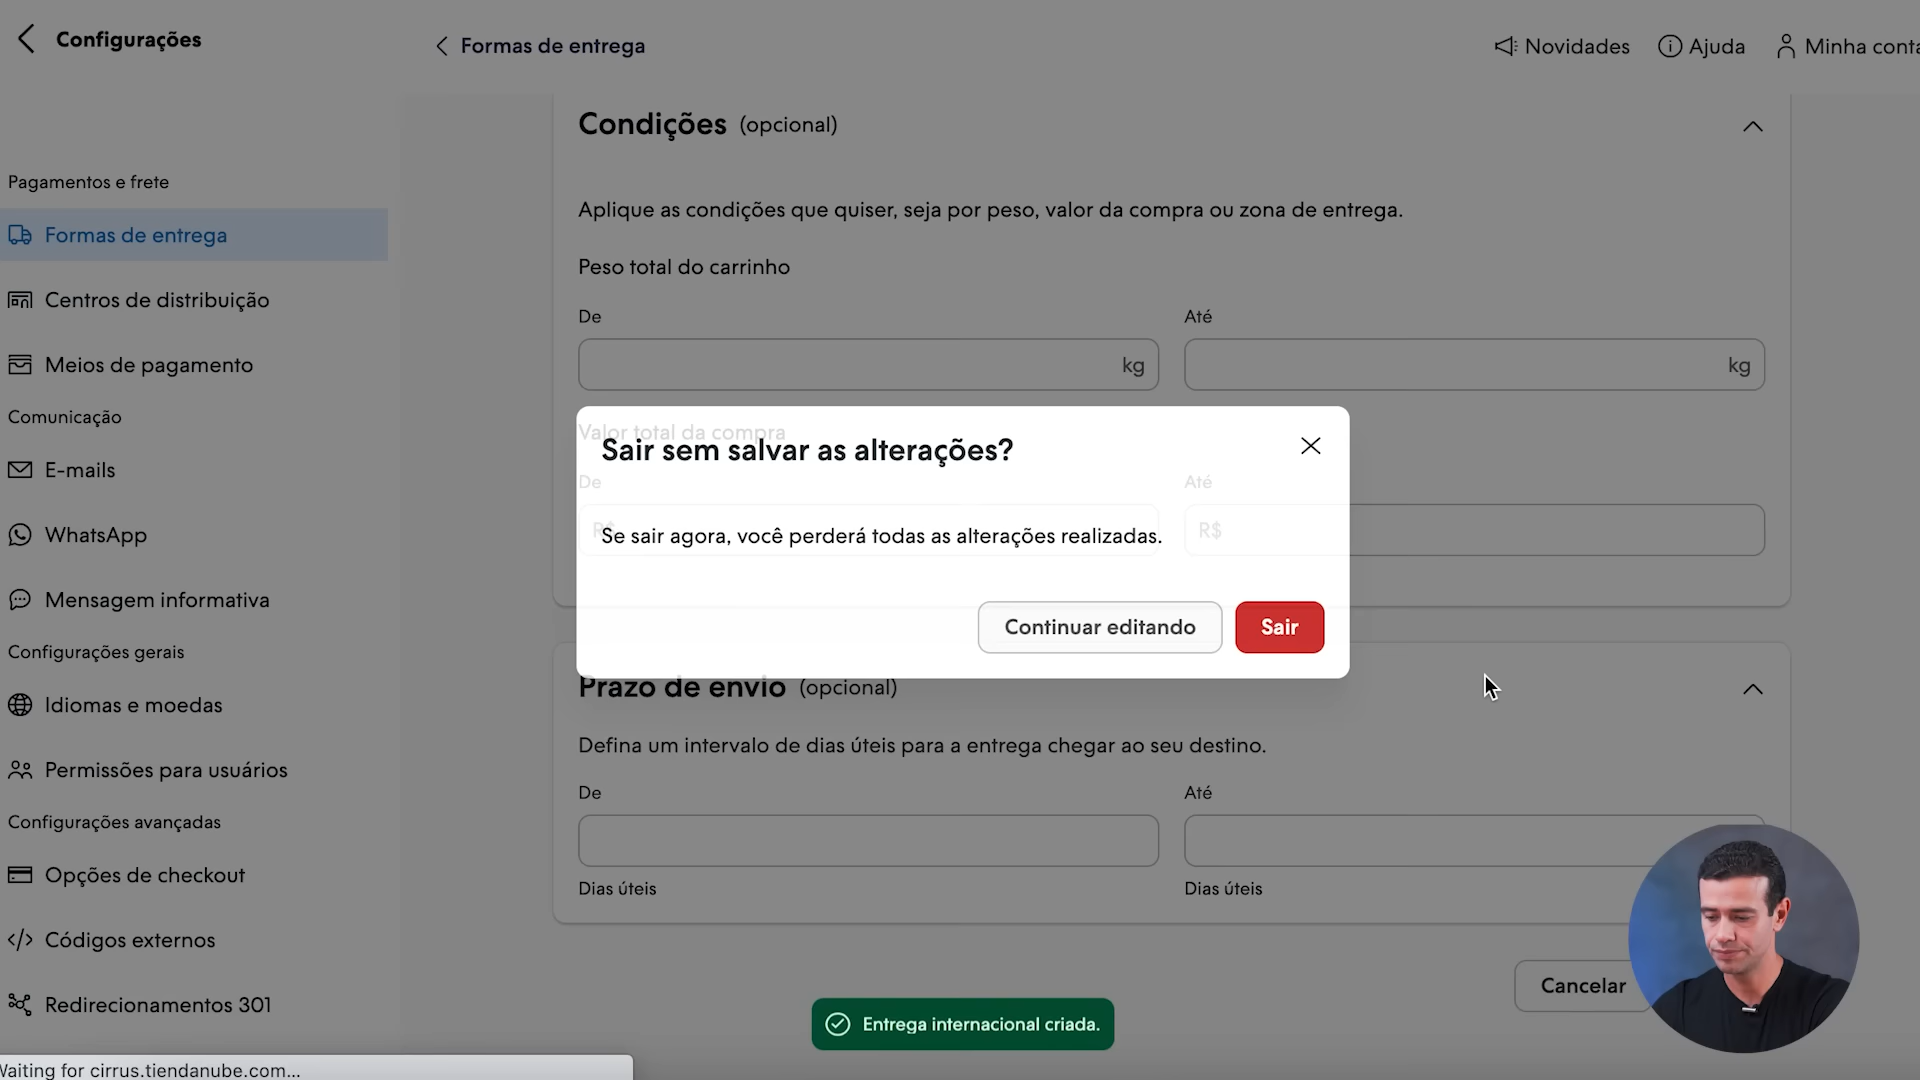 Configurações
Formas de entrega
Novidades
Ajuda
Minha conta
Pagamentos e frete
Formas de entrega
Centros de distribuição
Meios de pagamento
Comunicação
E-mails
WhatsApp
Mensagem informativa
Configurações gerais
Idiomas e moedas
Permissões para usuários
Configurações avançadas
Opções de checkout
Códigos externos
Redirecionamentos 301
Condições (opcional)
Aplique as condições que quiser, seja por peso, valor da compra ou zona de entrega.
Peso total do carrinho
De
Até
kg
kg
Valor total da compra
De
Até
R$
R$
Sair sem salvar as alterações?
Se sair agora, você perderá todas as alterações realizadas.
Continuar editando
Sair
Prazo de envio (opcional)
Defina um intervalo de dias úteis para a entrega chegar ao seu destino.
De
Até
Dias úteis
Dias úteis
Cancelar
Entrega internacional criada.
Waiting for cirrus.tiendanube.com...